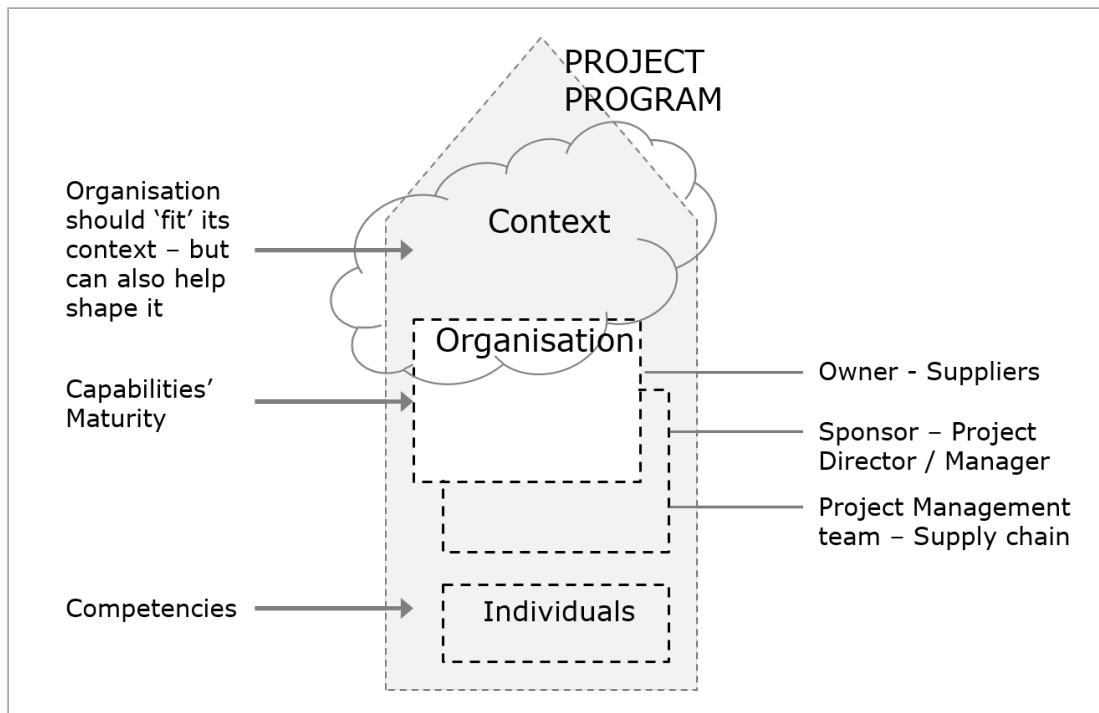 PROJECT
PROGRAM
Organisation
should ‘fit’ its
context – but
can also help
shape it
Context
Organisation
Capabilities’
Maturity
Owner - Suppliers
Sponsor – Project
Director / Manager
Project Management
team – Supply chain
Competencies
Individuals